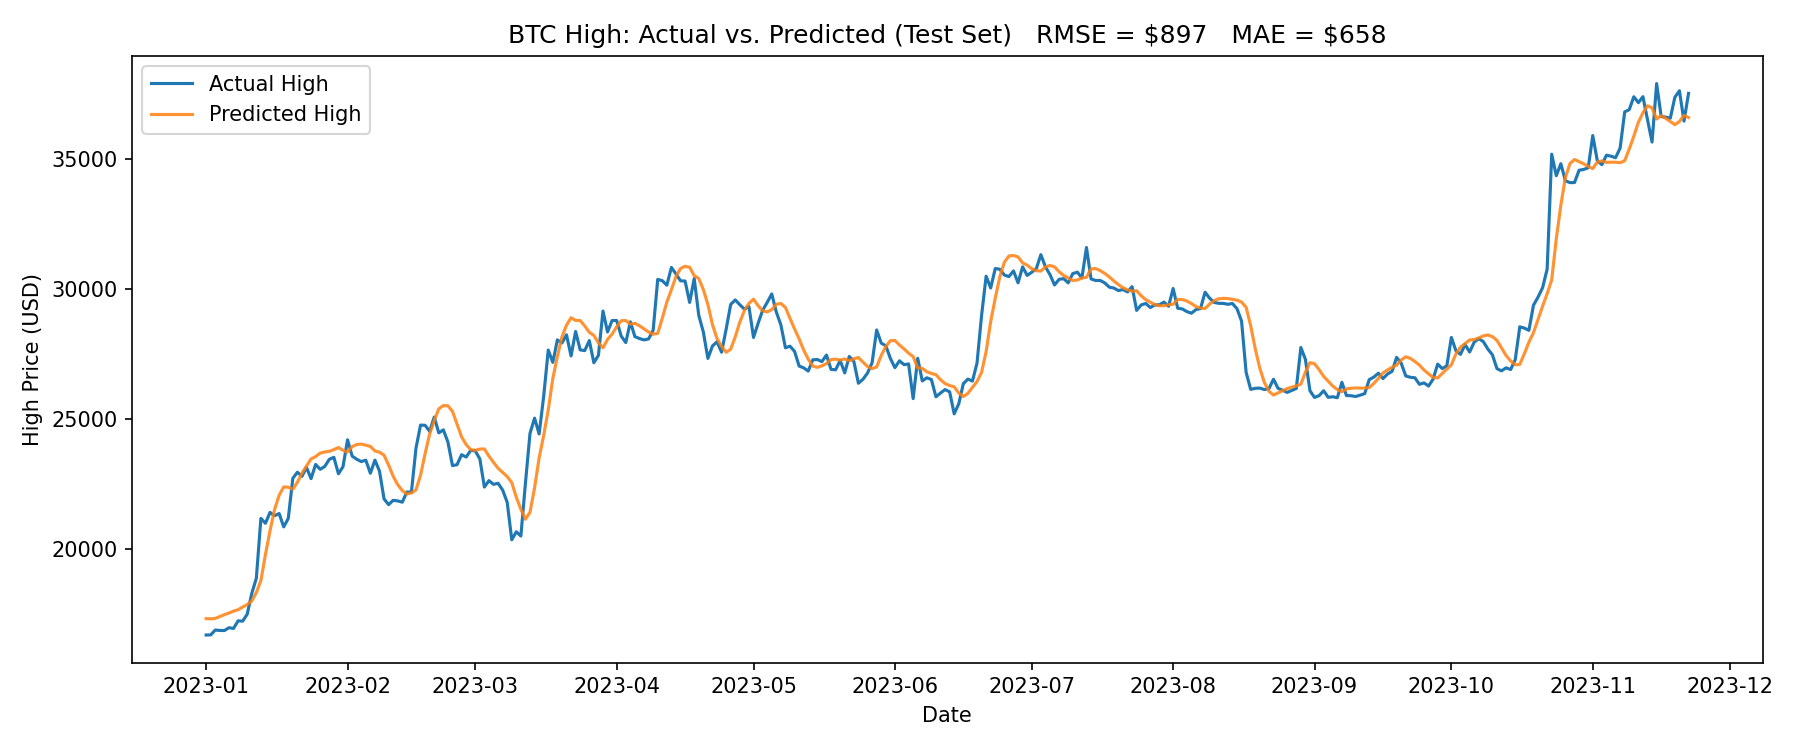 BTC High: Actual vs. Predicted (Test Set)   RMSE = $897   MAE = $658
Actual High
Predicted High
High Price (USD)
35000
30000
25000
20000
2023-01 2023-02 2023-03 2023-04 2023-05 2023-06 2023-07 2023-08 2023-09 2023-10 2023-11 2023-12
Date